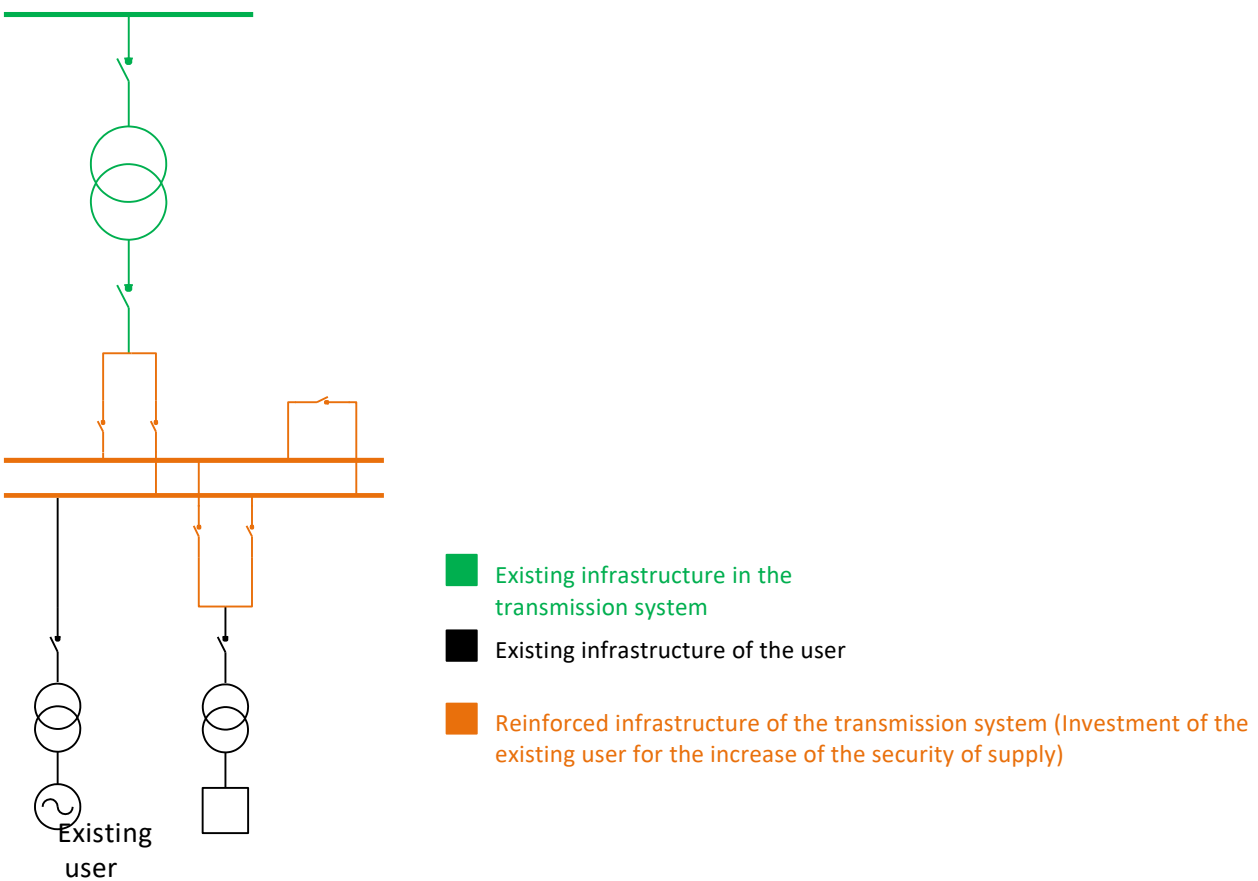 Existing infrastructure in the
transmission system
Existing infrastructure of the user
Reinforced infrastructure of the transmission system (Investment of the
existing user for the increase of the security of supply)
Existing
user